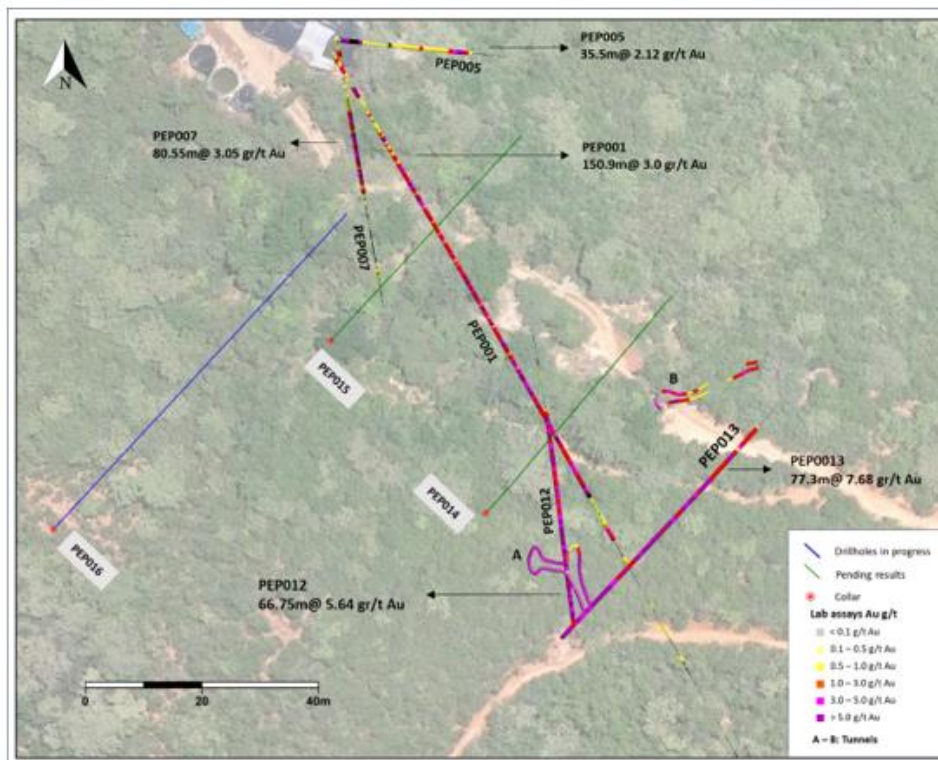 PEP005
35.5m@ 2.12 gr/t Au
PEP005
N
PEP007
80.55m@ 3.05 gr/t Au
PEP001
150.9m@ 3.0 gr/t Au
PEP007
PEP001
PEP015
B
PEP013
PEP0013
77.3m@ 7.68 gr/t Au
PEP014
PEP012
A
PEP016
PEP012
66.75m@ 5.64 gr/t Au
Drillholes in progress
Pending results
Collar
Lab assays Au g/t
< 0.1 g/t Au
0.1 – 0.5 g/t Au
0.5 – 1.0 g/t Au
1.0 – 3.0 g/t Au
3.0 – 5.0 g/t Au
> 5.0 g/t Au
A – B: Tunnels
0 20 40m